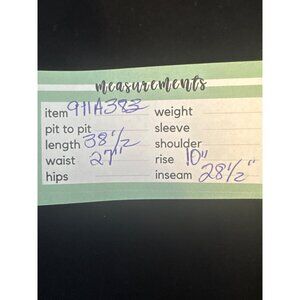 measurements
item 911A383 weight
pit to pit sleeve
length 38 1/2 shoulder
waist 27" rise 10"
hips inseam 28 1/2"